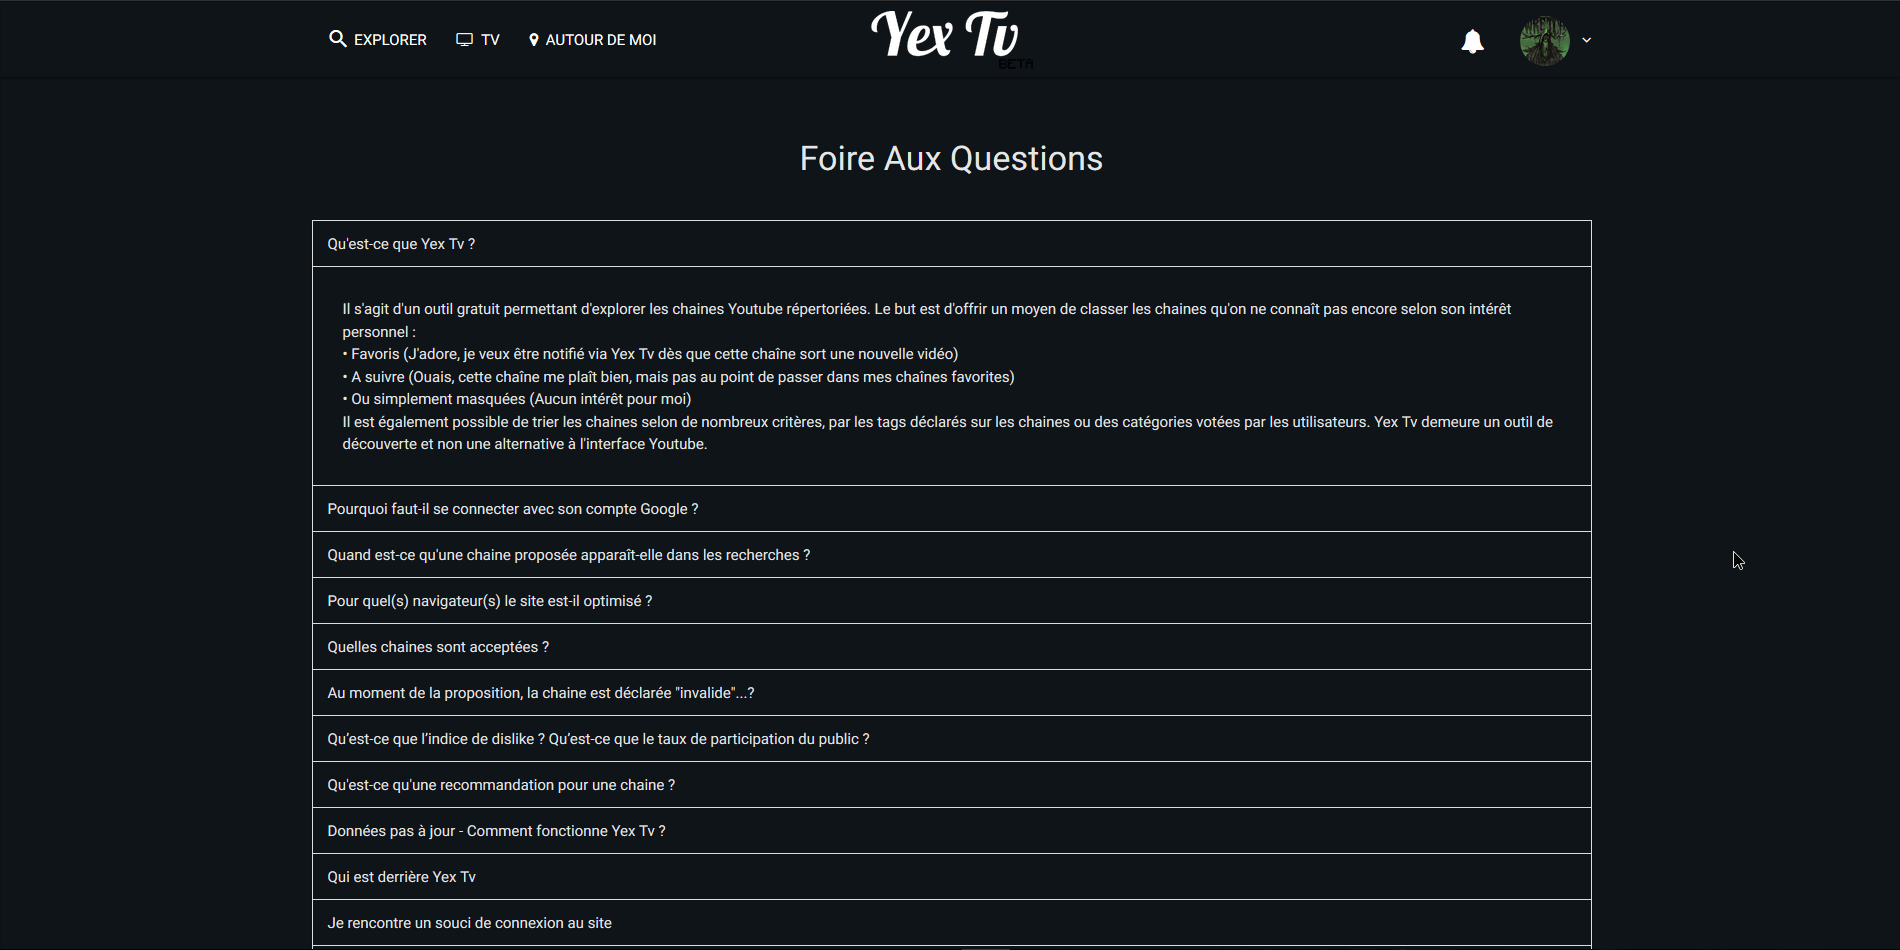 EXPLORER TV AUTOUR DE MOI Yex Tv
BETA
Foire Aux Questions
Qu'est-ce que Yex Tv ?
Il s'agit d'un outil gratuit permettant d'explorer les chaines Youtube répertoriées. Le but est d'offrir un moyen de classer les chaines qu'on ne connaît pas encore selon son intérêt
personnel :
• Favoris (J'adore, je veux être notifié via Yex Tv dès que cette chaîne sort une nouvelle vidéo)
• A suivre (Ouais, cette chaîne me plaît bien, mais pas au point de passer dans mes chaînes favorites)
• Ou simplement masquées (Aucun intérêt pour moi)
Il est également possible de trier les chaines selon de nombreux critères, par les tags déclarés sur les chaines ou des catégories votées par les utilisateurs. Yex Tv demeure un outil de
découverte et non une alternative à l'interface Youtube.
Pourquoi faut-il se connecter avec son compte Google ?
Quand est-ce qu'une chaine proposée apparaît-elle dans les recherches ?
Pour quel(s) navigateur(s) le site est-il optimisé ?
Quelles chaines sont acceptées ?
Au moment de la proposition, la chaine est déclarée "invalide"...?
Qu’est-ce que l’indice de dislike ? Qu’est-ce que le taux de participation du public ?
Qu'est-ce qu'une recommandation pour une chaine ?
Données pas à jour - Comment fonctionne Yex Tv ?
Qui est derrière Yex Tv
Je rencontre un souci de connexion au site